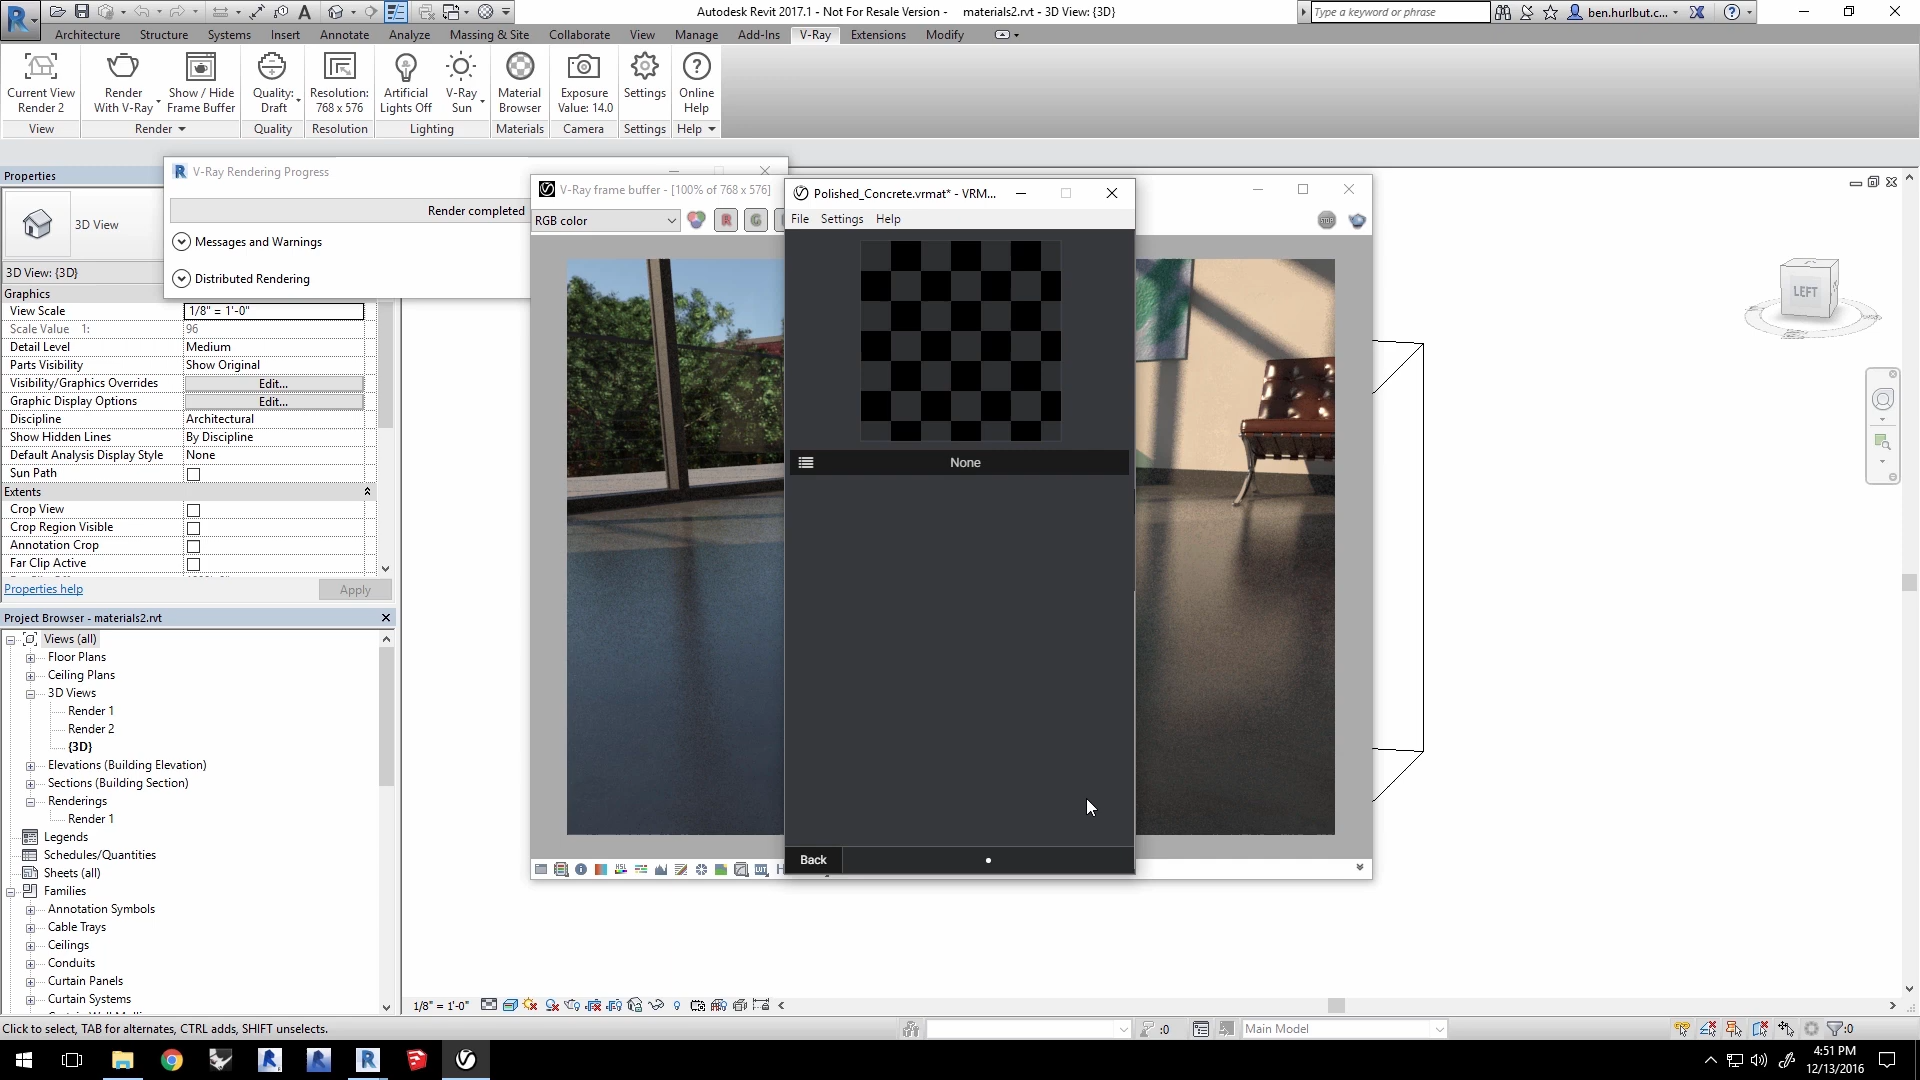 Autodesk Revit 2017.1 - Not For Resale Version - materials2.rvt - 3D View: {3D}
Type a keyword or phrase
ben.hurlbut.c...
Architecture Structure Systems Insert Annotate Analyze Massing & Site Collaborate View Manage Add-Ins V-Ray Extensions Modify
Current View
Render 2
Render
With V-Ray
Show / Hide
Frame Buffer
Quality:
Draft
Resolution:
768 x 576
Artificial
Lights Off
V-Ray
Sun
Material
Browser
Exposure
Value: 14.0
Settings
Online
Help
View Render Quality Resolution Lighting Materials Camera Settings Help
Properties
3D View
3D View: {3D}
Graphics
View Scale 1/8" = 1'-0"
Scale Value 1: 96
Detail Level Medium
Parts Visibility Show Original
Visibility/Graphics Overrides Edit...
Graphic Display Options Edit...
Discipline Architectural
Show Hidden Lines By Discipline
Default Analysis Display Style None
Sun Path
Extents
Crop View
Crop Region Visible
Annotation Crop
Far Clip Active
Properties help Apply
V-Ray Rendering Progress
Render completed
Messages and Warnings
Distributed Rendering
V-Ray frame buffer - [100% of 768 x 576]
RGB color
R G
STOP
Polished_Concrete.vrmat* - VRM...
File Settings Help
None
Back
LEFT
Project Browser - materials2.rvt
Views (all)
Floor Plans
Ceiling Plans
3D Views
Render 1
Render 2
{3D}
Elevations (Building Elevation)
Sections (Building Section)
Renderings
Render 1
Legends
Schedules/Quantities
Sheets (all)
Families
Annotation Symbols
Cable Trays
Ceilings
Conduits
Curtain Panels
Curtain Systems
HSL
LUT
1/8" = 1'-0"
Click to select, TAB for alternates, CTRL adds, SHIFT unselects.
:0
Main Model
:0
4:51 PM
12/13/2016